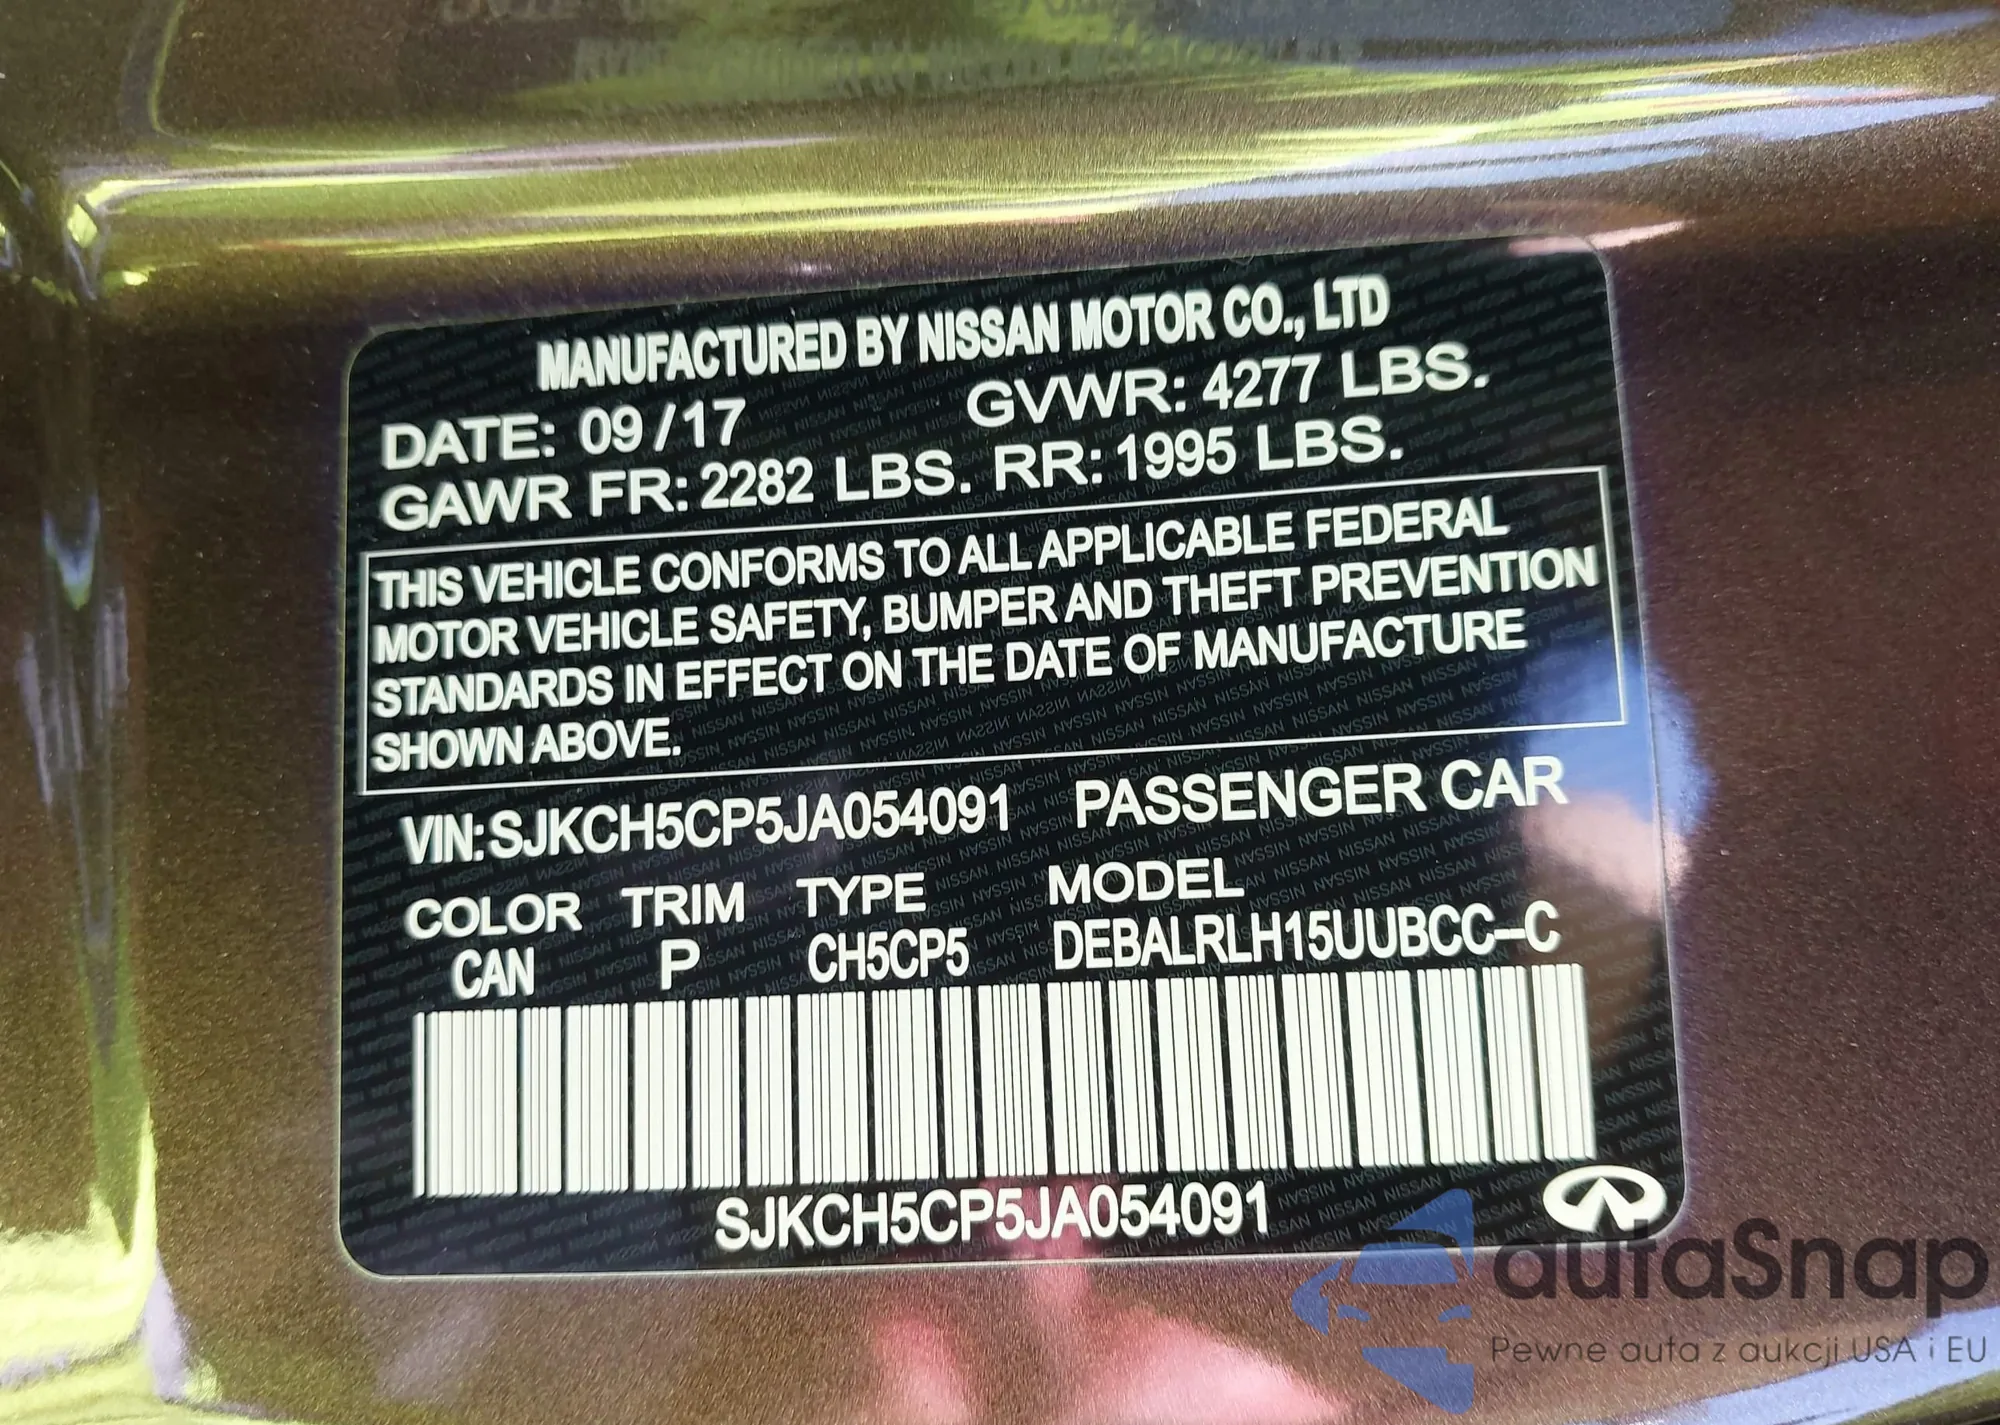 MANUFACTURED BY NISSAN MOTOR CO., LTD
DATE: 09/17 GVWR: 4277 LBS.
GAWR FR: 2282 LBS. RR: 1995 LBS.
THIS VEHICLE CONFORMS TO ALL APPLICABLE FEDERAL
MOTOR VEHICLE SAFETY, BUMPER AND THEFT PREVENTION
STANDARDS IN EFFECT ON THE DATE OF MANUFACTURE
SHOWN ABOVE.
VIN: SJKCH5CP5JA054091 PASSENGER CAR
COLOR TRIM TYPE MODEL
CAN P CH5CP5 DEBALRLH15UUBCC-C
SJKCH5CP5JA054091
autaSnap
Pewne auta z aukcji USA i EU